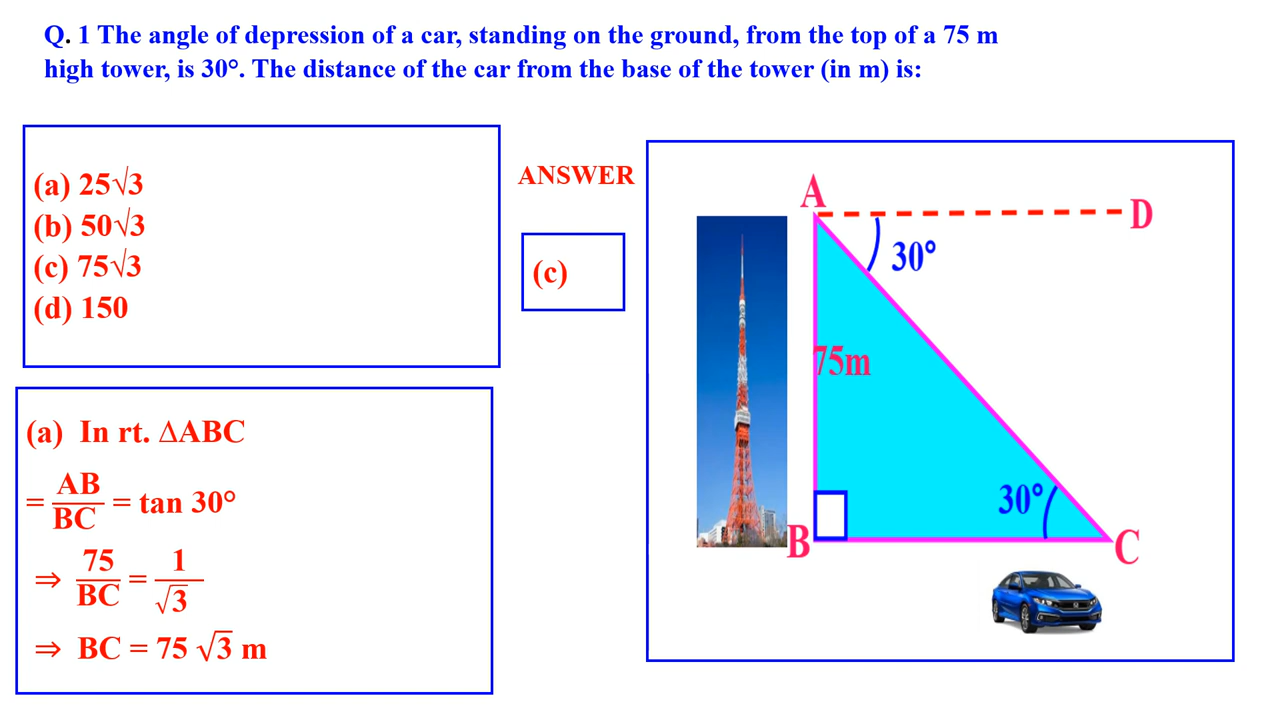 Q. 1 The angle of depression of a car, standing on the ground, from the top of a 75 m
high tower, is 30°. The distance of the car from the base of the tower (in m) is:
(a) 25√3
(b) 50√3
(c) 75√3
(d) 150
ANSWER
(c)
(a) In rt. ΔABC
= AB/BC = tan 30°
⇒ 75/BC = 1/√3
⇒ BC = 75 √3 m
A
D
30°
75m
30°
B
C